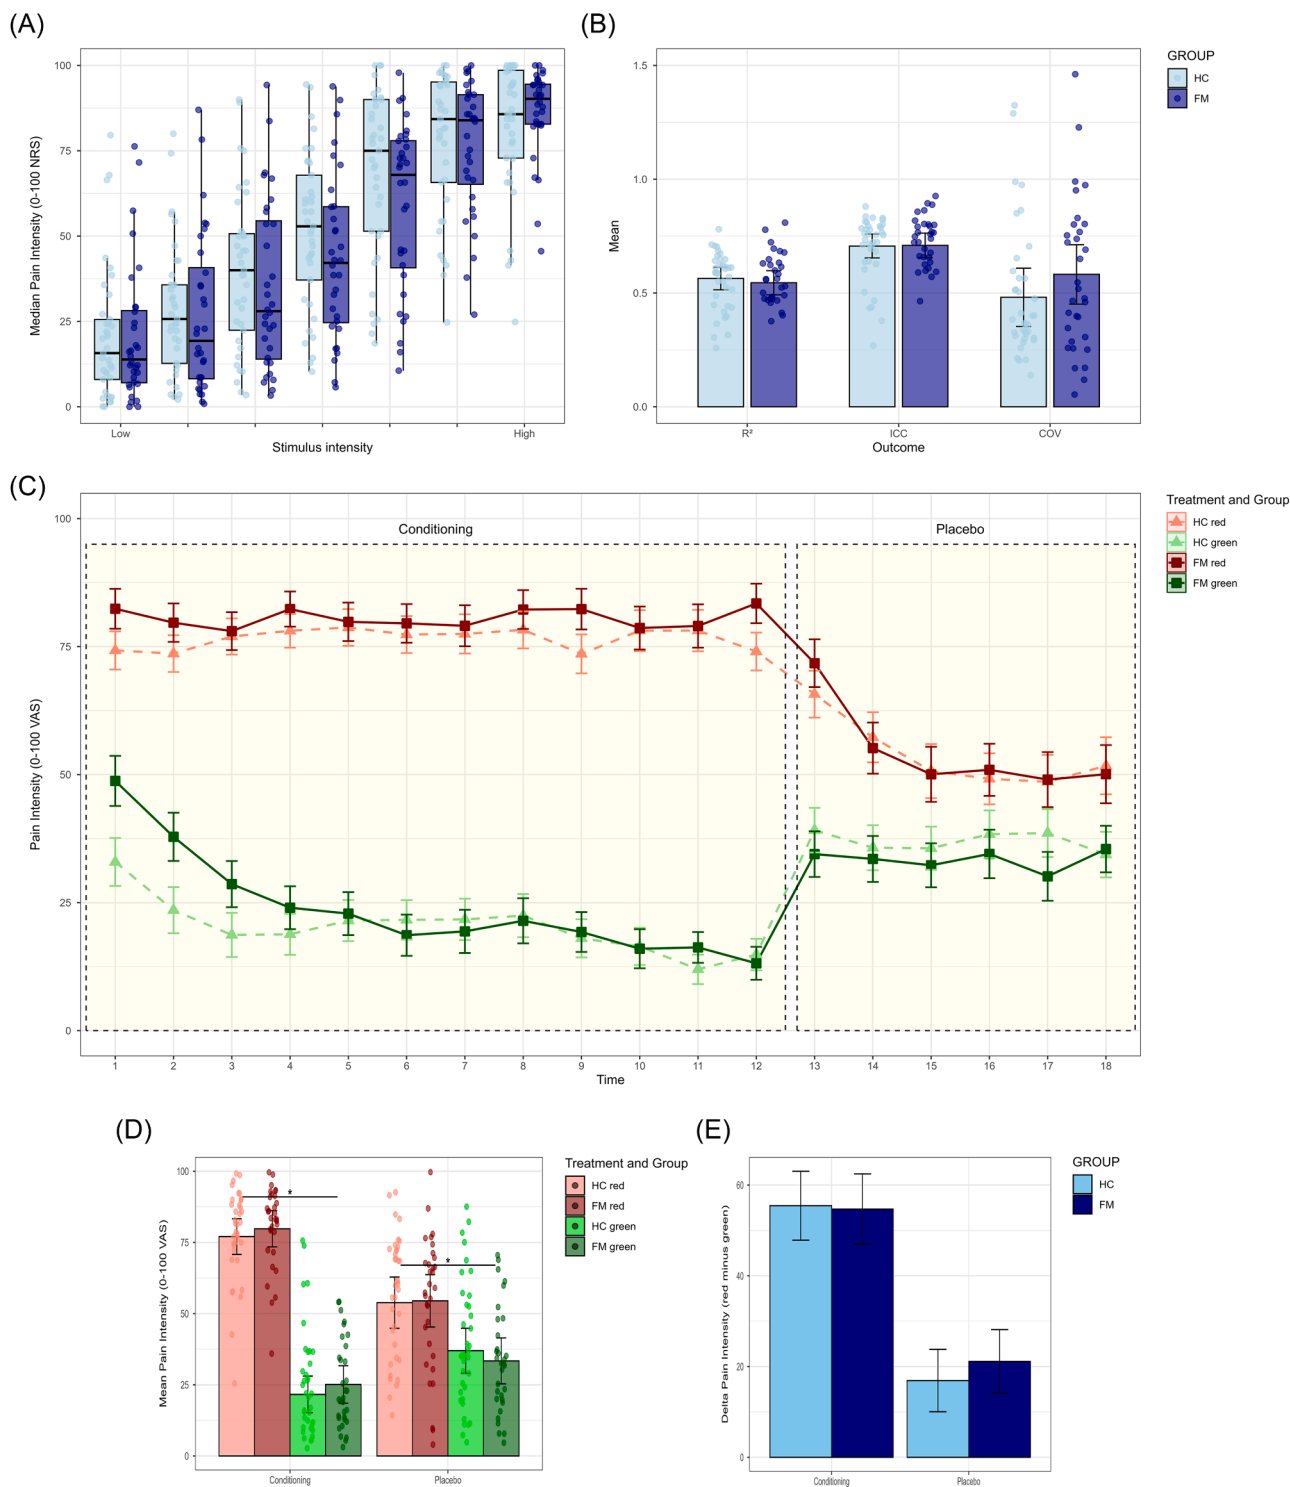 (A)
Median Pain Intensity (0-100 NRS)
100
75
50
25
0
Low
High
Stimulus intensity
(B)
Mean
1.5
1.0
0.5
0.0
R²
ICC
COV
Outcome
GROUP
HC
FM
(C)
Pain Intensity (0-100 VAS)
100
75
50
25
0
Conditioning
Placebo
1 2 3 4 5 6 7 8 9 10 11 12 13 14 15 16 17 18
Time
Treatment and Group
HC red
HC green
FM red
FM green
(D)
Mean Pain Intensity (0-100 VAS)
100
75
50
25
0
*
*
Conditioning
Placebo
Treatment and Group
HC red
FM red
HC green
FM green
(E)
Delta Pain Intensity (red minus green)
60
40
20
0
Conditioning
Placebo
GROUP
HC
FM